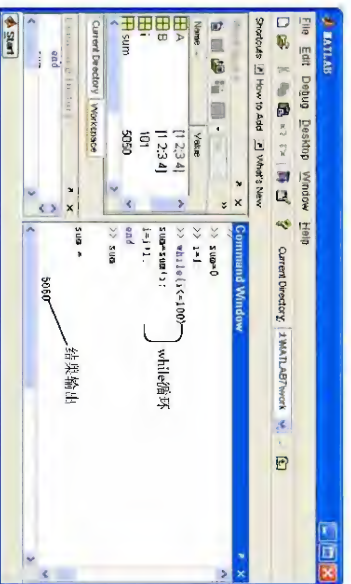 MATLAB
File Edit Debug Desktop Window Help
Current Directory:
Shortcuts How to Add What's New
Name Value
A [1 2;3 4]
B [1 2;3 4]
i 101
sum 5050
Current Directory Workspace
end
Start
Command Window
>> sum=0
>> i=1
>> while(i<=100)
sum=sum+i;
i=i+1;
end
>> sum
sum =
5050
while循环
结果输出